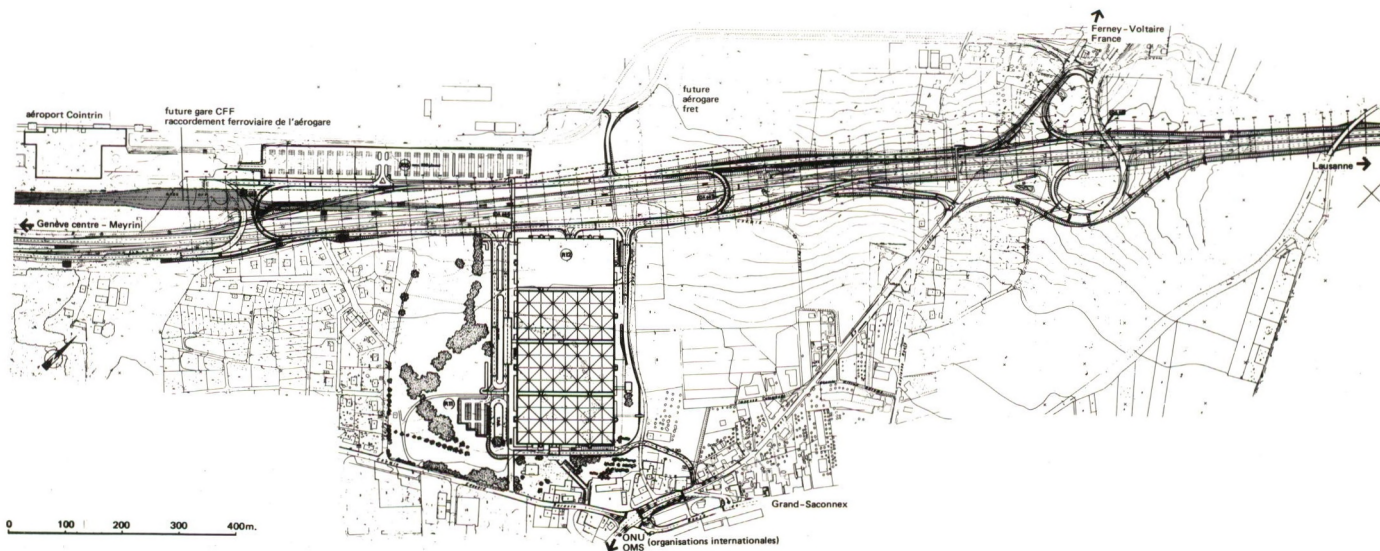 Ferney-Voltaire
France
aéroport Cointrin
future gare CFF
raccordement ferroviaire de l'aérogare
future
aérogare
fret
Lausanne
Genève centre - Meyrin
Grand-Saconnex
0 100 200 300 400m.
ONU (organisations internationales)
OMS